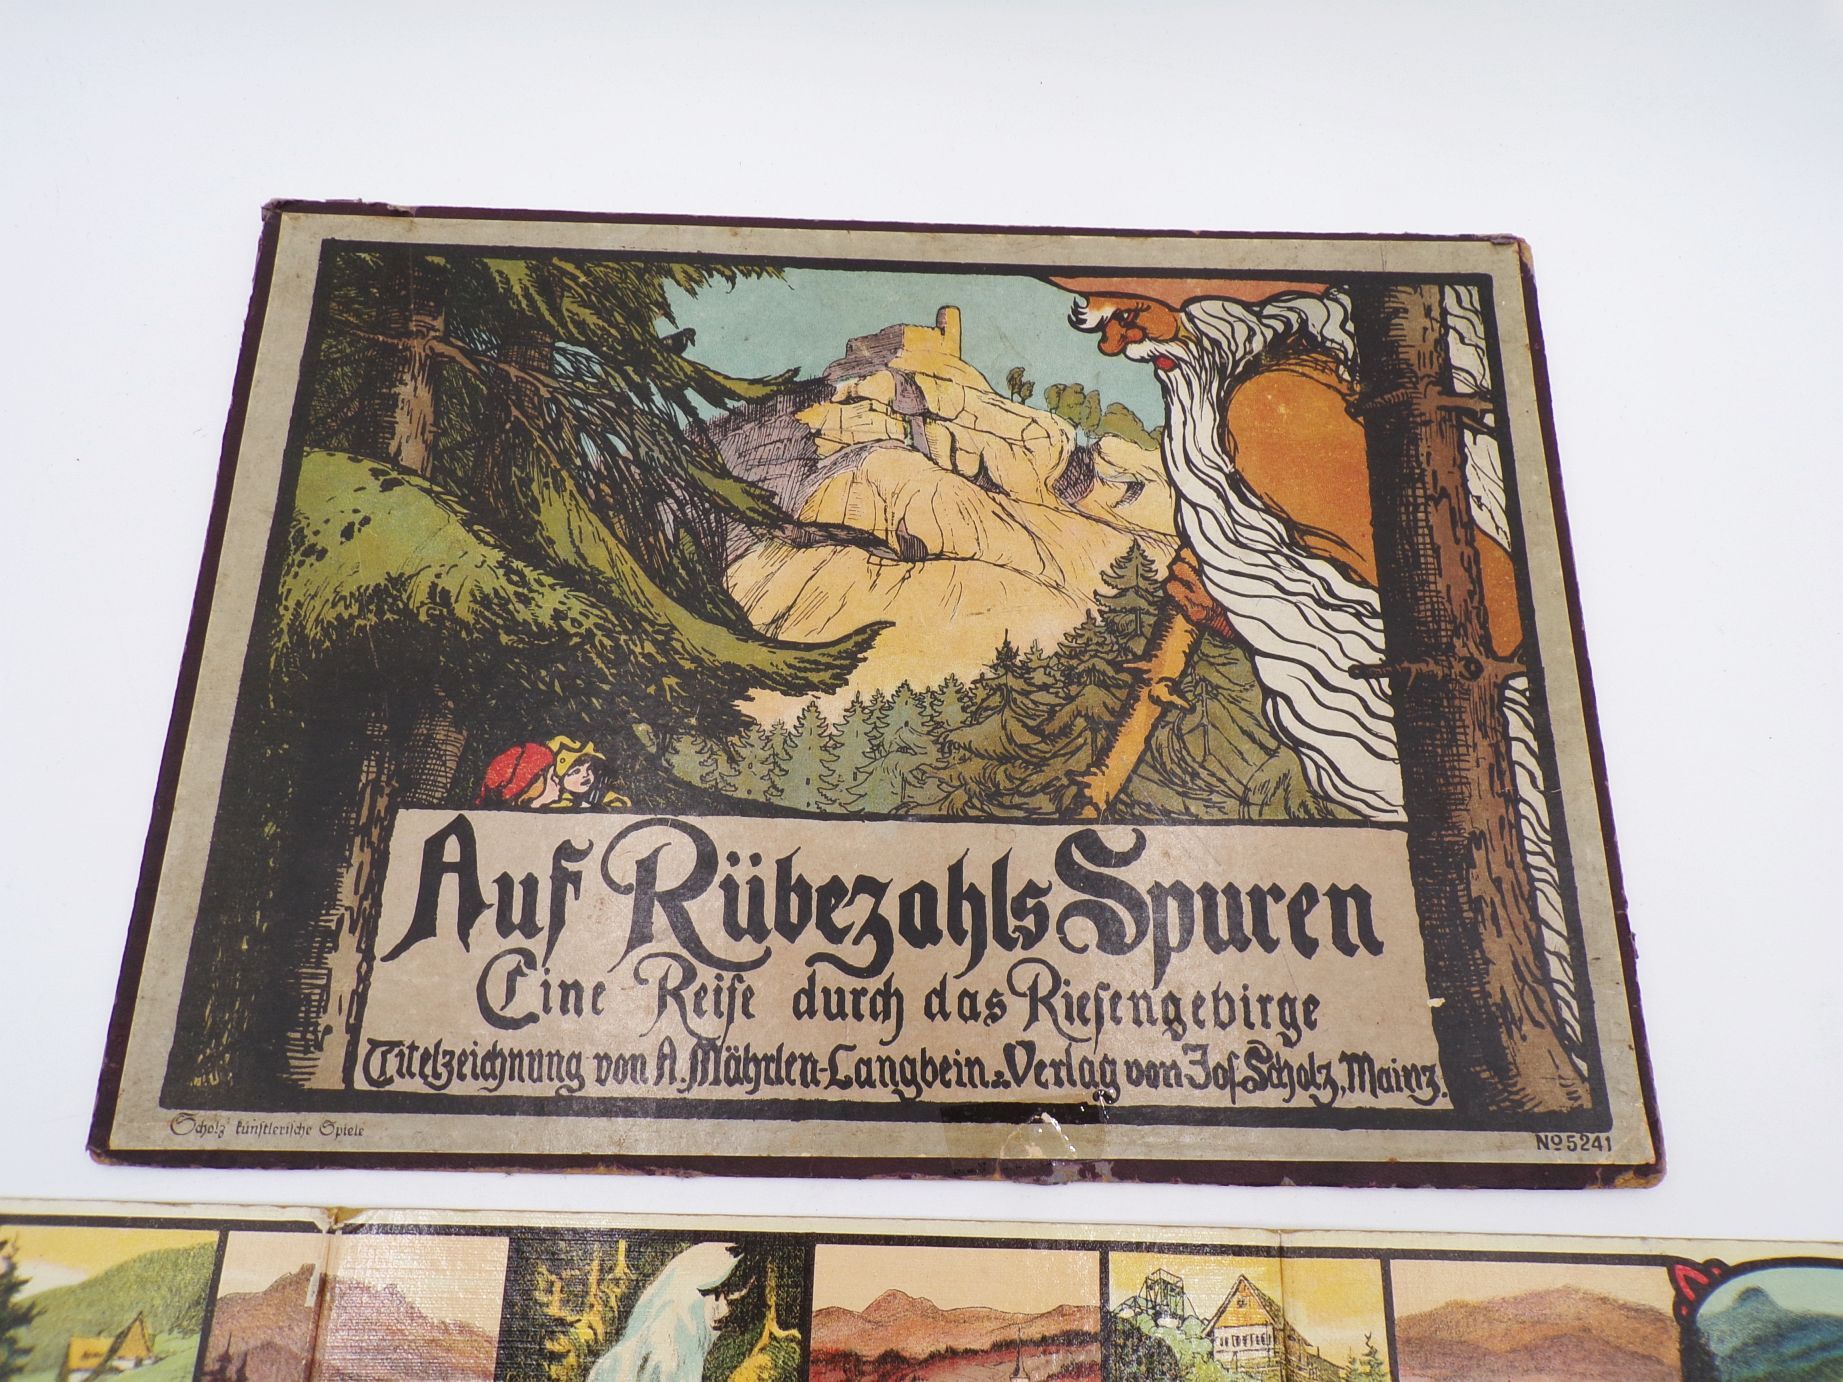 Auf Rübezahls Spuren
Eine Reise durch das Riesengebirge
Titelzeichnung von A. Mährlen-Langbein. Verlag von Jos. Scholz, Mainz.
Scholz' künstlerische Spiele
No 5241